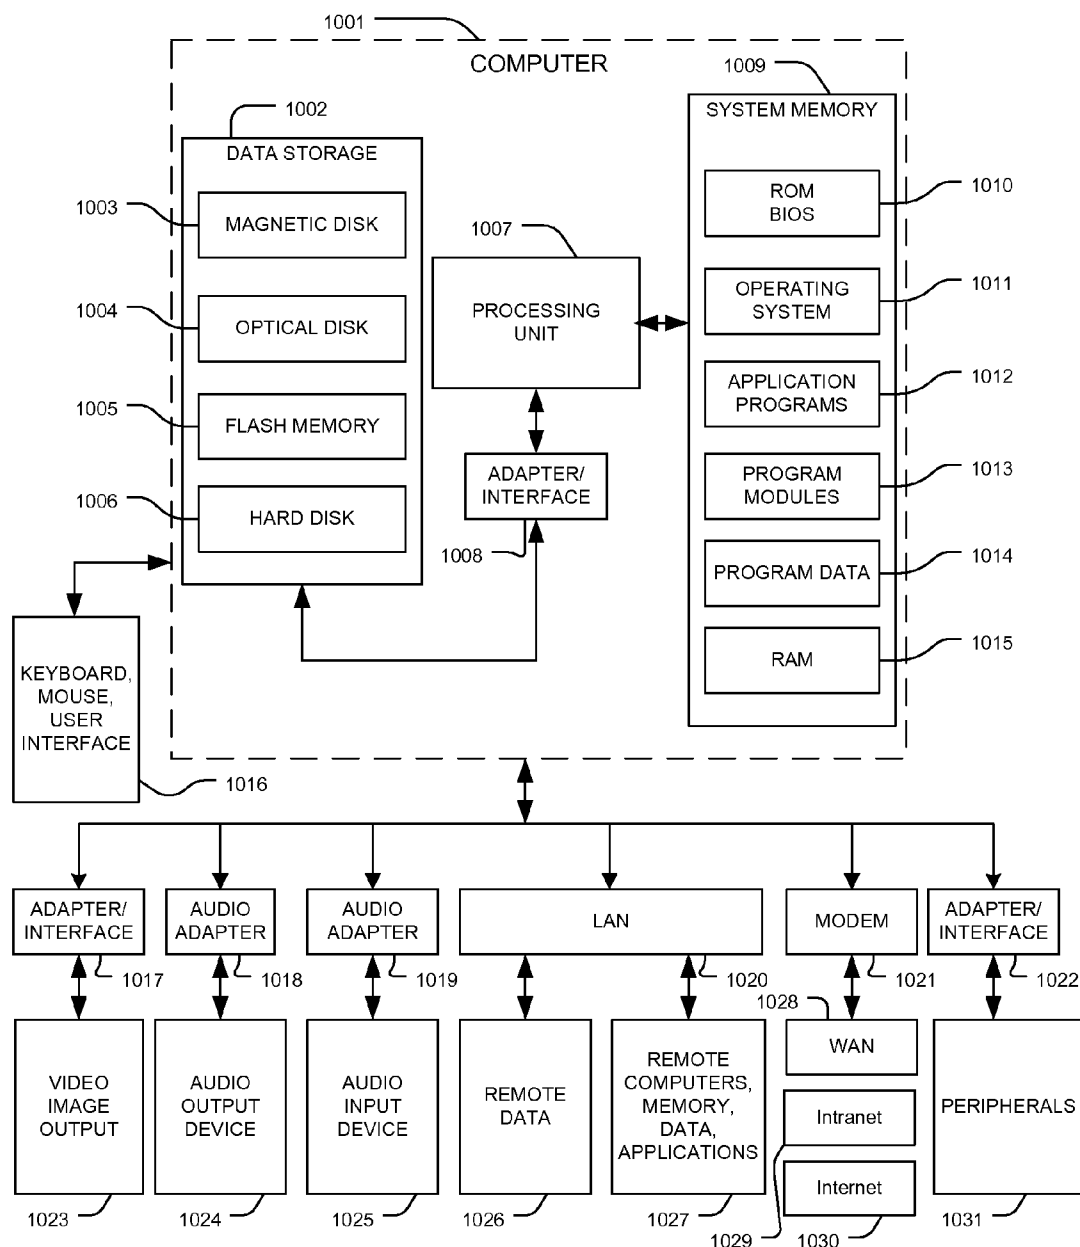 1001
COMPUTER
1009
SYSTEM MEMORY
1002
DATA STORAGE
1003
MAGNETIC DISK
1007
ROM
BIOS
1010
1004
OPTICAL DISK
PROCESSING
UNIT
OPERATING
SYSTEM
1011
1005
FLASH MEMORY
APPLICATION
PROGRAMS
1012
1006
HARD DISK
ADAPTER/
INTERFACE
1008
PROGRAM
MODULES
1013
PROGRAM DATA
1014
RAM
1015
KEYBOARD,
MOUSE,
USER
INTERFACE
1016
ADAPTER/
INTERFACE
1017
AUDIO
ADAPTER
1018
AUDIO
ADAPTER
1019
LAN
1020
MODEM
1021
ADAPTER/
INTERFACE
1022
1028
VIDEO
IMAGE
OUTPUT
1023
AUDIO
OUTPUT
DEVICE
1024
AUDIO
INPUT
DEVICE
1025
REMOTE
DATA
1026
REMOTE
COMPUTERS,
MEMORY,
DATA,
APPLICATIONS
1027
WAN
Intranet
1029
Internet
1030
PERIPHERALS
1031